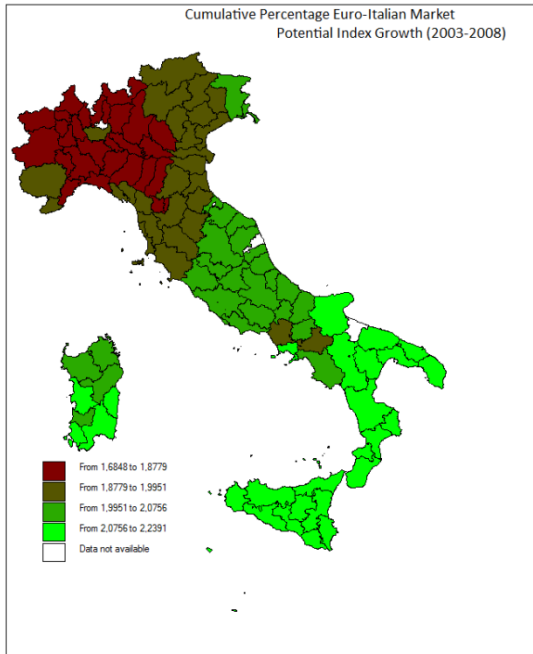 Cumulative Percentage Euro-Italian Market
Potential Index Growth (2003-2008)
From 1,6848 to 1.8779
From 1,8779 to 1,9951
From 1,9951 to 2,0756
From 2,0756 to 2,2391
Data not available